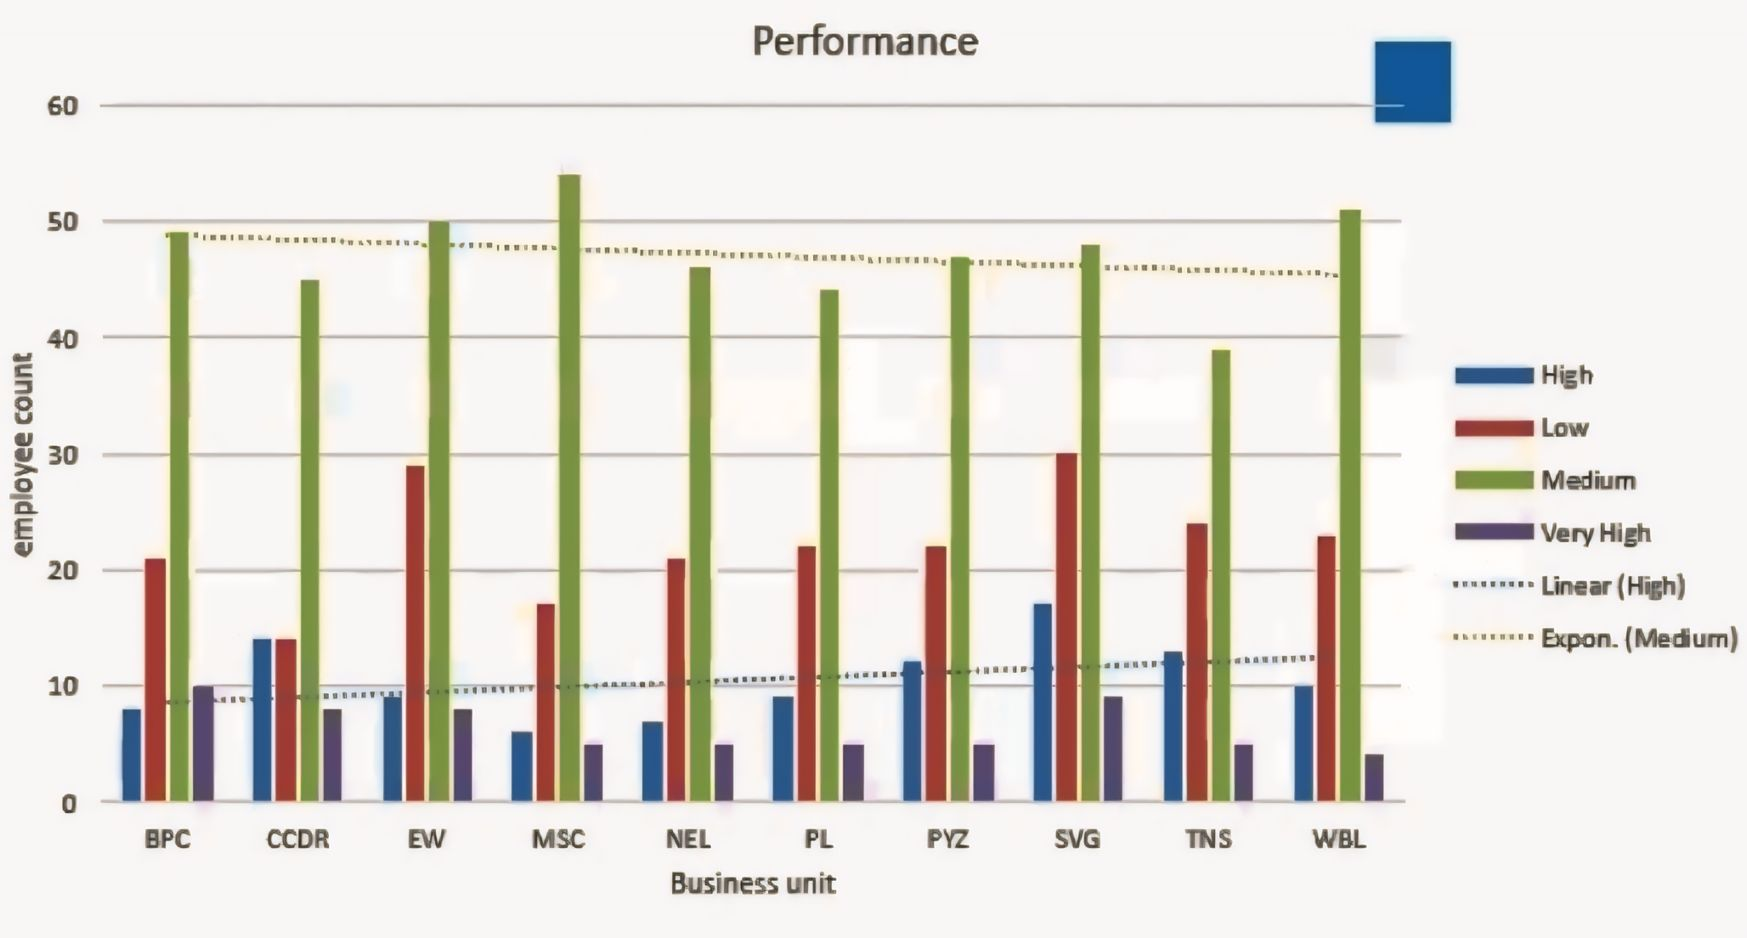 Performance
60
50
40
30
20
10
0
employee count
BPC CCDR EW MSC NEL PL PYZ SVG TNS WBL
Business unit
High
Low
Medium
Very High
Linear (High)
Expon. (Medium)